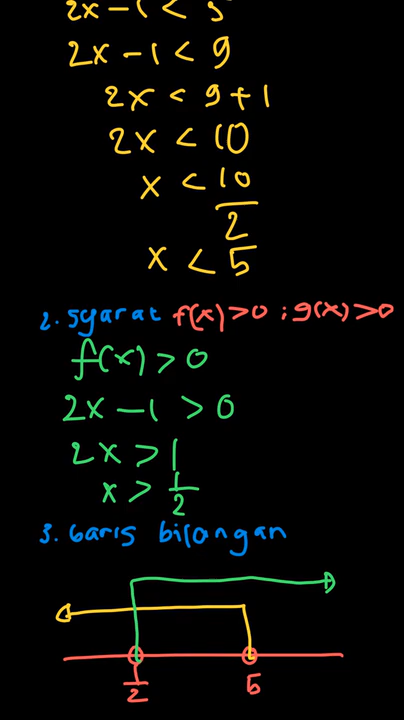 2x - 1 < 9
2x < 9 + 1
2x < 10
x < 10
2
x < 5
2. syarat f(x) > 0 ; g(x) > 0
f(x) > 0
2x - 1 > 0
2x > 1
x > 1
2
3. Garis bilangan
1
2
5